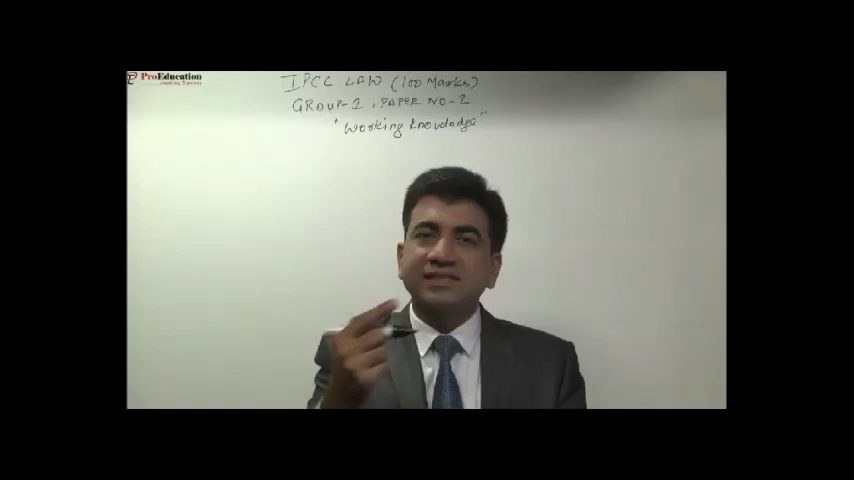 ProEducation
IPCC LAW (100 Marks)
GROUP-1, PAPER NO-2
"Working knowledge"